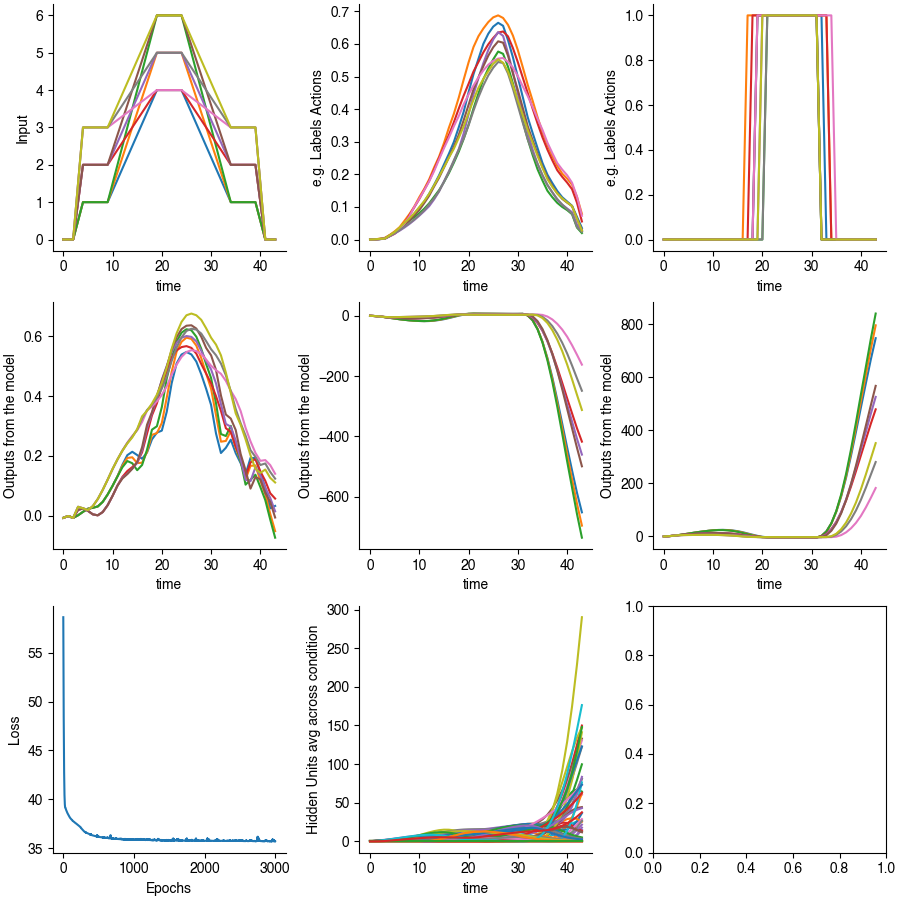 6
5
4
3
2
1
0
Input
0 10 20 30 40
time
0.7
0.6
0.5
0.4
0.3
0.2
0.1
0.0
e.g. Labels Actions
0 10 20 30 40
time
1.0
0.8
0.6
0.4
0.2
0.0
e.g. Labels Actions
0 10 20 30 40
time
0.6
0.4
0.2
0.0
Outputs from the model
0 10 20 30 40
time
0
−200
−400
−600
Outputs from the model
0 10 20 30 40
time
800
600
400
200
0
Outputs from the model
0 10 20 30 40
time
55
50
45
40
35
Loss
0 1000 2000 3000
Epochs
300
250
200
150
100
50
0
Hidden Units avg across condition
0 10 20 30 40
time
1.0
0.8
0.6
0.4
0.2
0.0
0.0 0.2 0.4 0.6 0.8 1.0